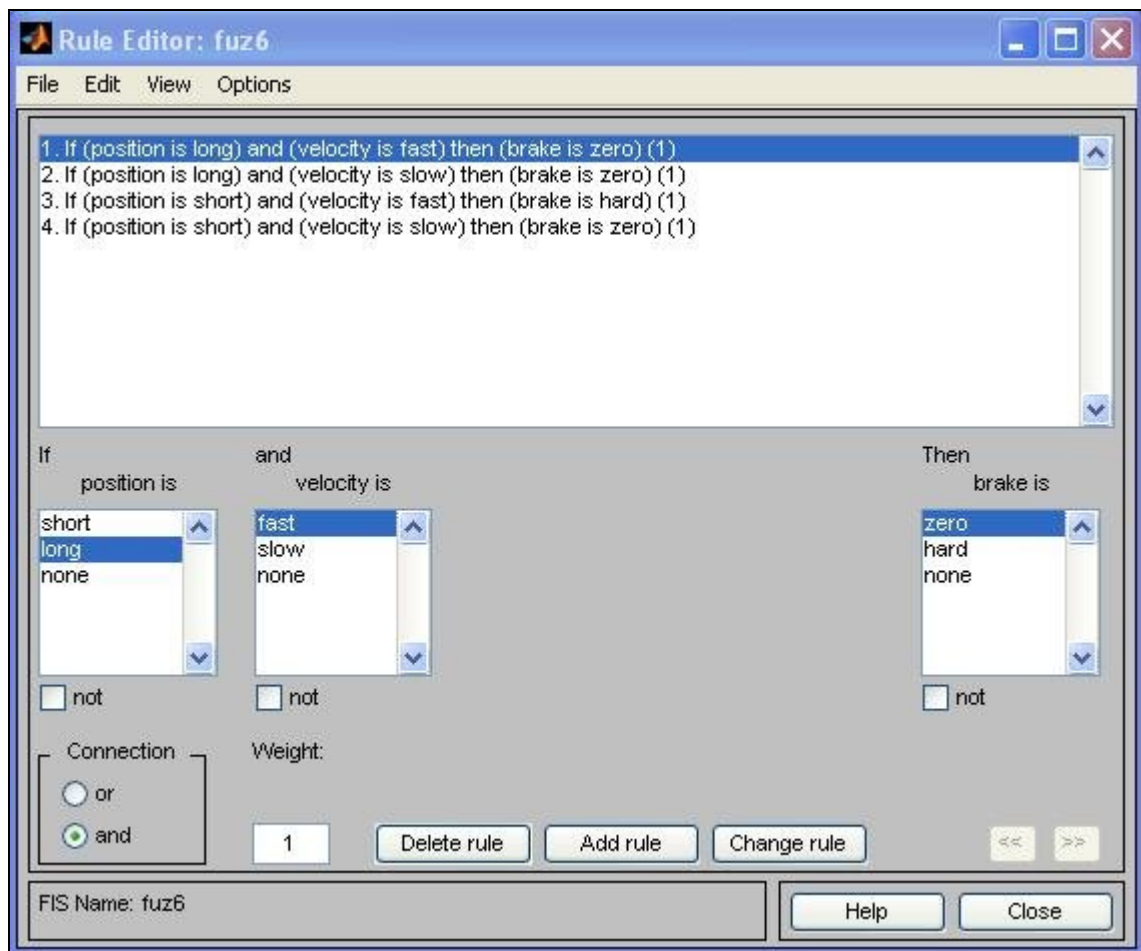 Rule Editor: fuz6
File Edit View Options
1. If (position is long) and (velocity is fast) then (brake is zero) (1)
2. If (position is long) and (velocity is slow) then (brake is zero) (1)
3. If (position is short) and (velocity is fast) then (brake is hard) (1)
4. If (position is short) and (velocity is slow) then (brake is zero) (1)
If and Then
position is velocity is brake is
short fast zero
long slow hard
none none none
not not not
Connection Weight:
or
and 1 Delete rule Add rule Change rule << >>
FIS Name: fuz6 Help Close